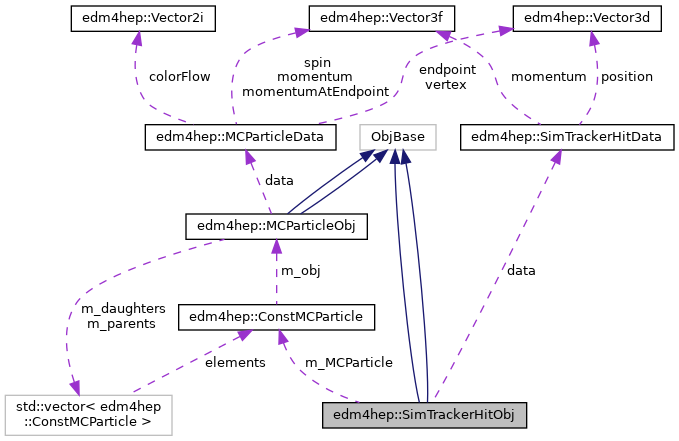 edm4hep::Vector2i
edm4hep::Vector3f
edm4hep::Vector3d
colorFlow
spin
momentum
momentumAtEndpoint
endpoint
vertex
momentum
position
edm4hep::MCParticleData
ObjBase
edm4hep::SimTrackerHitData
data
edm4hep::MCParticleObj
m_obj
data
m_daughters
m_parents
edm4hep::ConstMCParticle
elements
m_MCParticle
std::vector< edm4hep
::ConstMCParticle >
edm4hep::SimTrackerHitObj